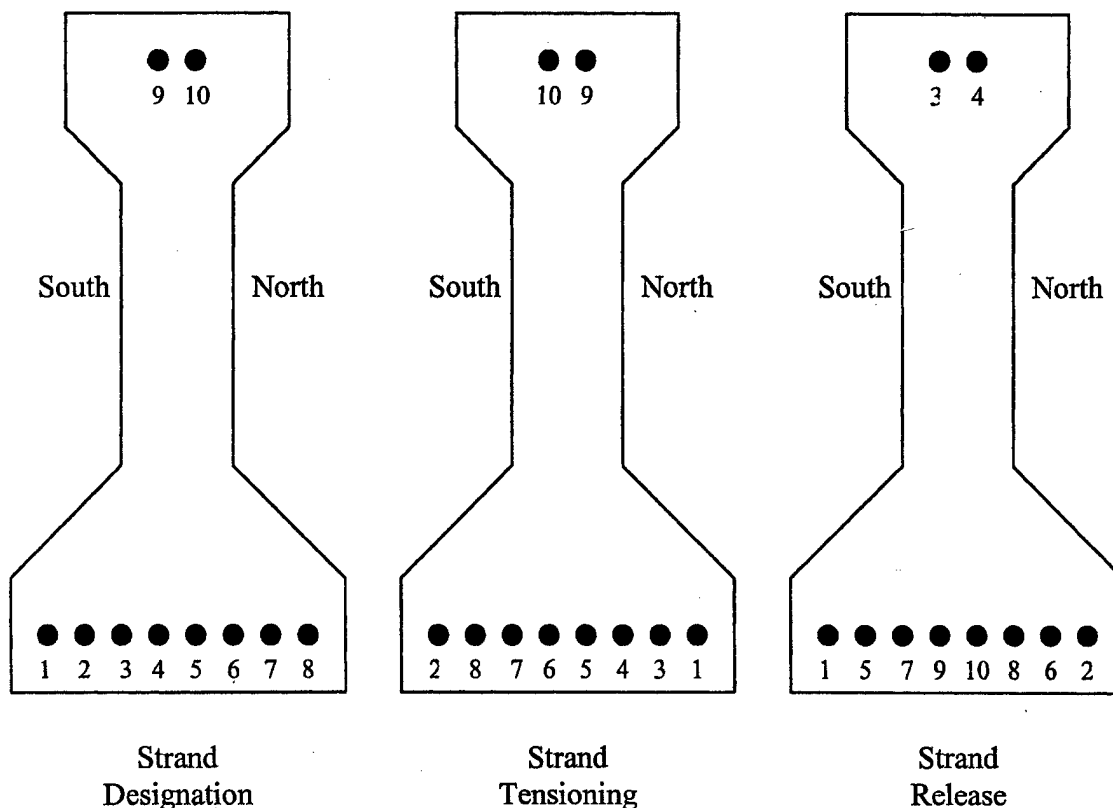 9 10
10 9
3 4
South North
South North
South North
1 2 3 4 5 6 7 8
2 8 7 6 5 4 3 1
1 5 7 9 10 8 6 2
Strand
Designation
Strand
Tensioning
Strand
Release